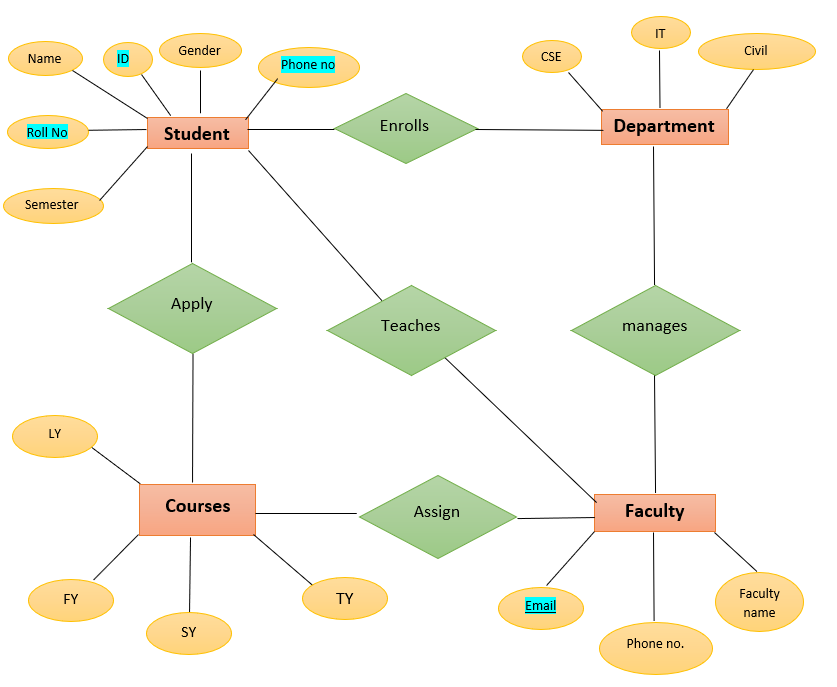 IT
Gender
Name
ID
CSE
Civil
Phone no
Enrolls
Department
Roll No
Student
Semester
Apply
Teaches
manages
LY
Courses
Assign
Faculty
FY
TY
Email
Faculty
name
SY
Phone no.